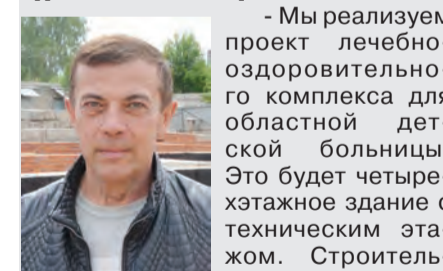 - Мы реализуем
проект лечебно-
оздоровительно-
го комплекса для
областной дет-
ской больницы.
Это будет четыре-
хэтажное здание с
техническим эта-
жом. Строитель-